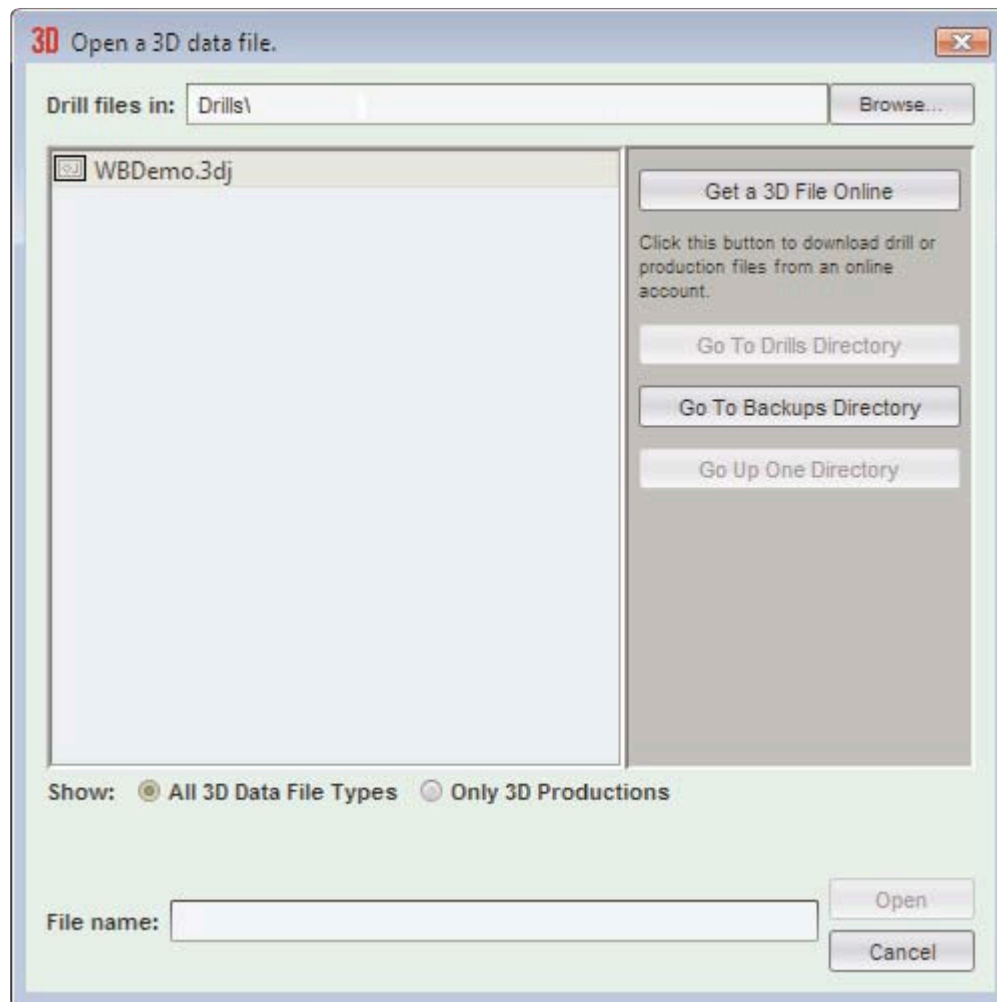 3D Open a 3D data file.
Drill files in: Drills\ Browse...
WBDemo.3dj
Get a 3D File Online
Click this button to download drill or
production files from an online
account.
Go To Drills Directory
Go To Backups Directory
Go Up One Directory
Show: All 3D Data File Types Only 3D Productions
File name:
Open
Cancel